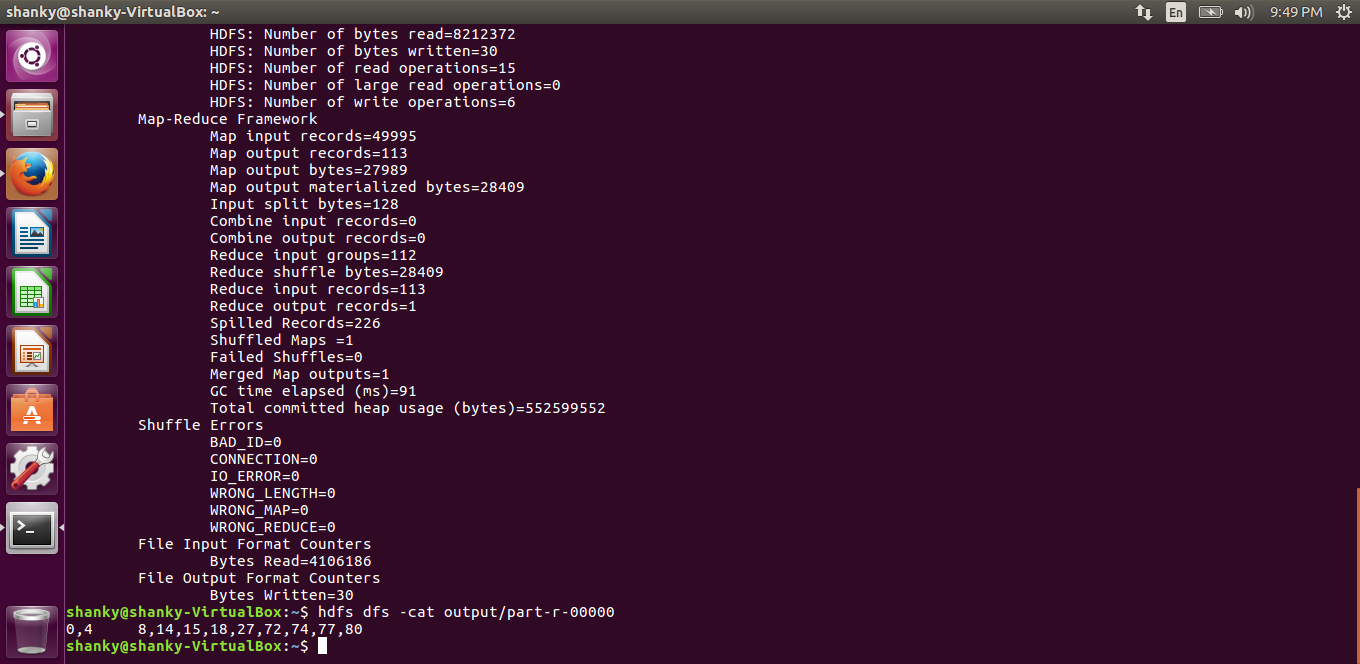 shanky@shanky-VirtualBox: ~ En 9:49 PM
HDFS: Number of bytes read=8212372
HDFS: Number of bytes written=30
HDFS: Number of read operations=15
HDFS: Number of large read operations=0
HDFS: Number of write operations=6
Map-Reduce Framework
Map input records=49995
Map output records=113
Map output bytes=27989
Map output materialized bytes=28409
Input split bytes=128
Combine input records=0
Combine output records=0
Reduce input groups=112
Reduce shuffle bytes=28409
Reduce input records=113
Reduce output records=1
Spilled Records=226
Shuffled Maps =1
Failed Shuffles=0
Merged Map outputs=1
GC time elapsed (ms)=91
Total committed heap usage (bytes)=552599552
Shuffle Errors
BAD_ID=0
CONNECTION=0
IO_ERROR=0
WRONG_LENGTH=0
WRONG_MAP=0
WRONG_REDUCE=0
File Input Format Counters
Bytes Read=4106186
File Output Format Counters
Bytes Written=30
shanky@shanky-VirtualBox:~$ hdfs dfs -cat output/part-r-00000
0,4 8,14,15,18,27,72,74,77,80
shanky@shanky-VirtualBox:~$